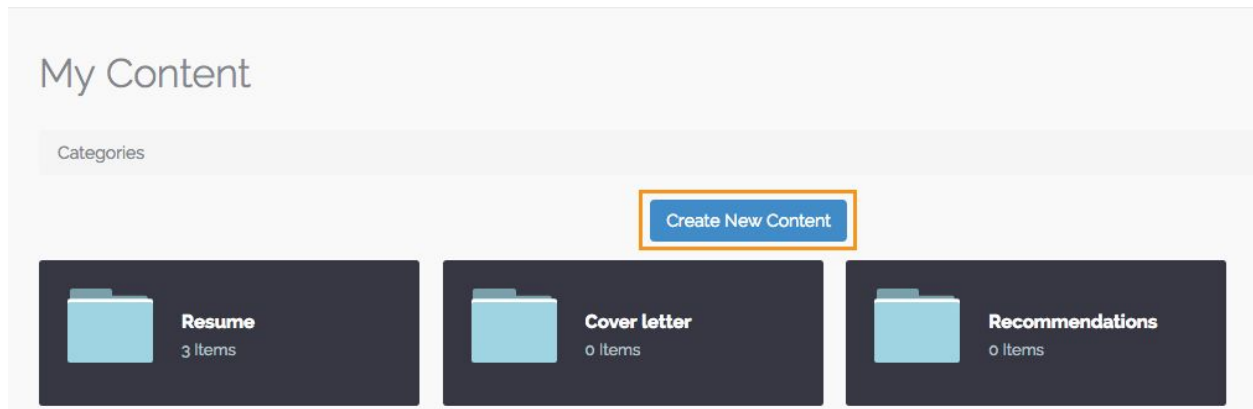 My Content
Categories
Create New Content
Resume
3 Items
Cover letter
0 Items
Recommendations
0 Items